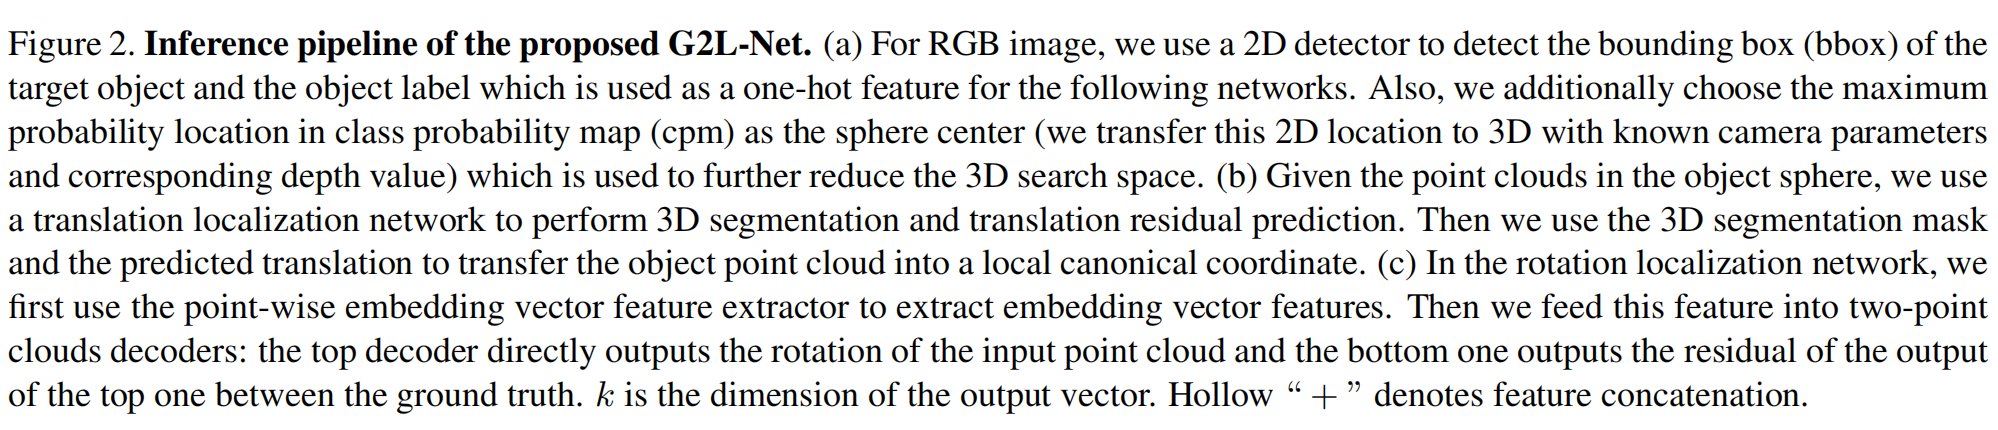 Figure 2. Inference pipeline of the proposed G2L-Net. (a) For RGB image, we use a 2D detector to detect the bounding box (bbox) of the
target object and the object label which is used as a one-hot feature for the following networks. Also, we additionally choose the maximum
probability location in class probability map (cpm) as the sphere center (we transfer this 2D location to 3D with known camera parameters
and corresponding depth value) which is used to further reduce the 3D search space. (b) Given the point clouds in the object sphere, we use
a translation localization network to perform 3D segmentation and translation residual prediction. Then we use the 3D segmentation mask
and the predicted translation to transfer the object point cloud into a local canonical coordinate. (c) In the rotation localization network, we
first use the point-wise embedding vector feature extractor to extract embedding vector features. Then we feed this feature into two-point
clouds decoders: the top decoder directly outputs the rotation of the input point cloud and the bottom one outputs the residual of the output
of the top one between the ground truth. k is the dimension of the output vector. Hollow “ + ” denotes feature concatenation.